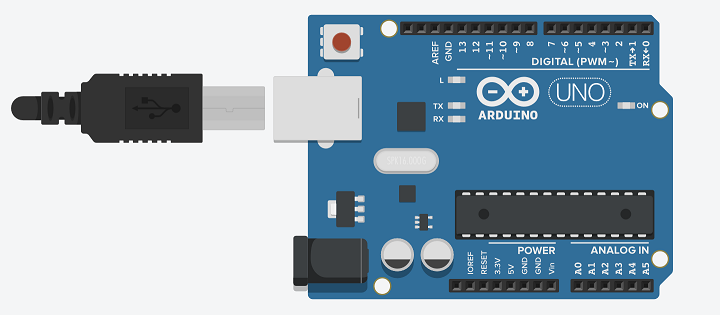 AREF
GND
13
12
~11
~10
~9
8
7
~6
~5
4
~3
2
TX→1
RX←0
DIGITAL (PWM ~)
L
TX
RX
ARDUINO
UNO
ON
POWER
ANALOG IN
IOREF
RESET
3.3V
5V
GND
GND
Vin
A0
A1
A2
A3
A4
A5